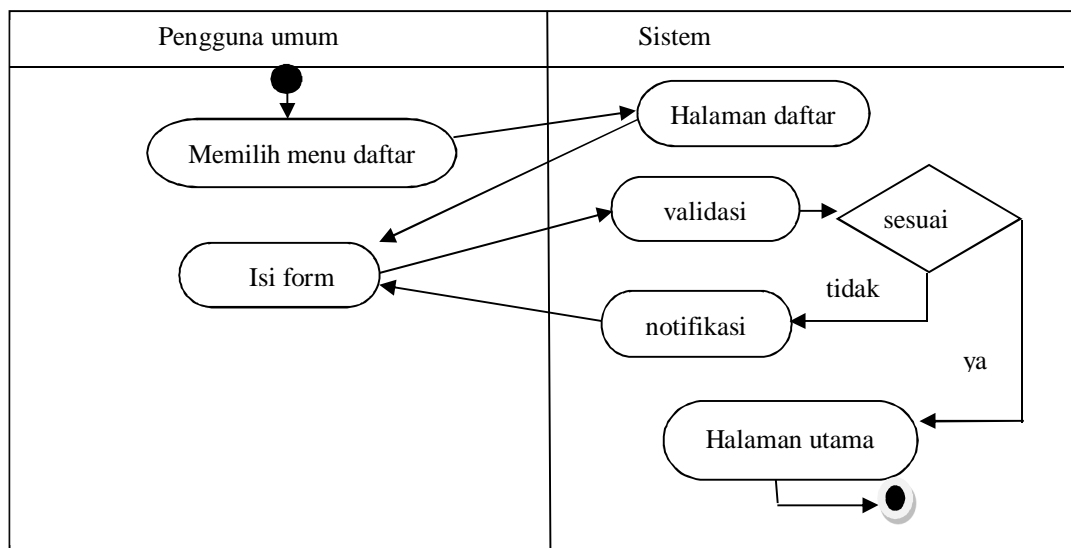 Pengguna umum
Sistem
Memilih menu daftar
Halaman daftar
Isi form
validasi
sesuai
tidak
notifikasi
ya
Halaman utama